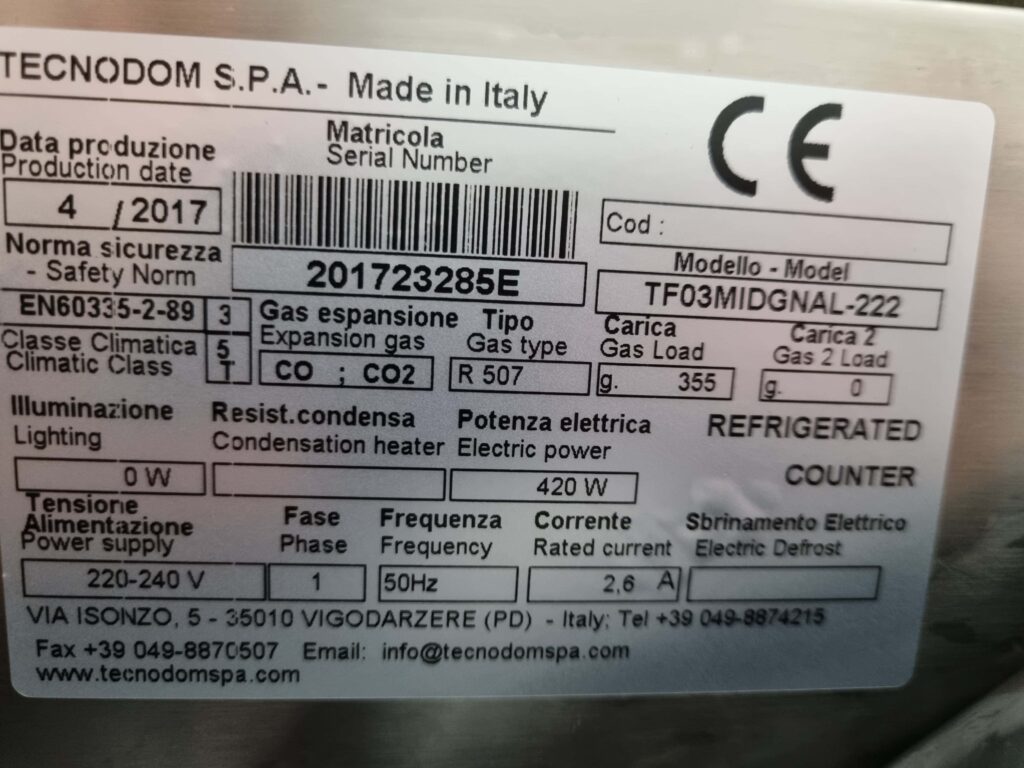 TECNODOM S.P.A.- Made in Italy
CE
Data produzione
Production date
4 / 2017
Matricola
Serial Number
201723285E
Cod :
Modello - Model
TF03MIDGNAL-222
Norma sicurezza
- Safety Norm
EN60335-2-89
3
Classe Climatica
Climatic Class
5
T
Gas espansione
Expansion gas
CO ; CO2
Tipo
Gas type
R 507
Carica
Gas Load
g. 355
Carica 2
Gas 2 Load
g. 0
Illuminazione
Lighting
0 W
Resist.condensa
Condensation heater
Potenza elettrica
Electric power
420 W
REFRIGERATED
COUNTER
Tensione
Alimentazione
Power supply
220-240 V
Fase
Phase
1
Frequenza
Frequency
50Hz
Corrente
Rated current
2,6 A
Sbrinamento Elettrico
Electric Defrost
VIA ISONZO, 5 - 35010 VIGODARZERE (PD) - Italy; Tel +39 049-8874215
Fax +39 049-8870507 Email: info@tecnodomspa.com
www.tecnodomspa.com